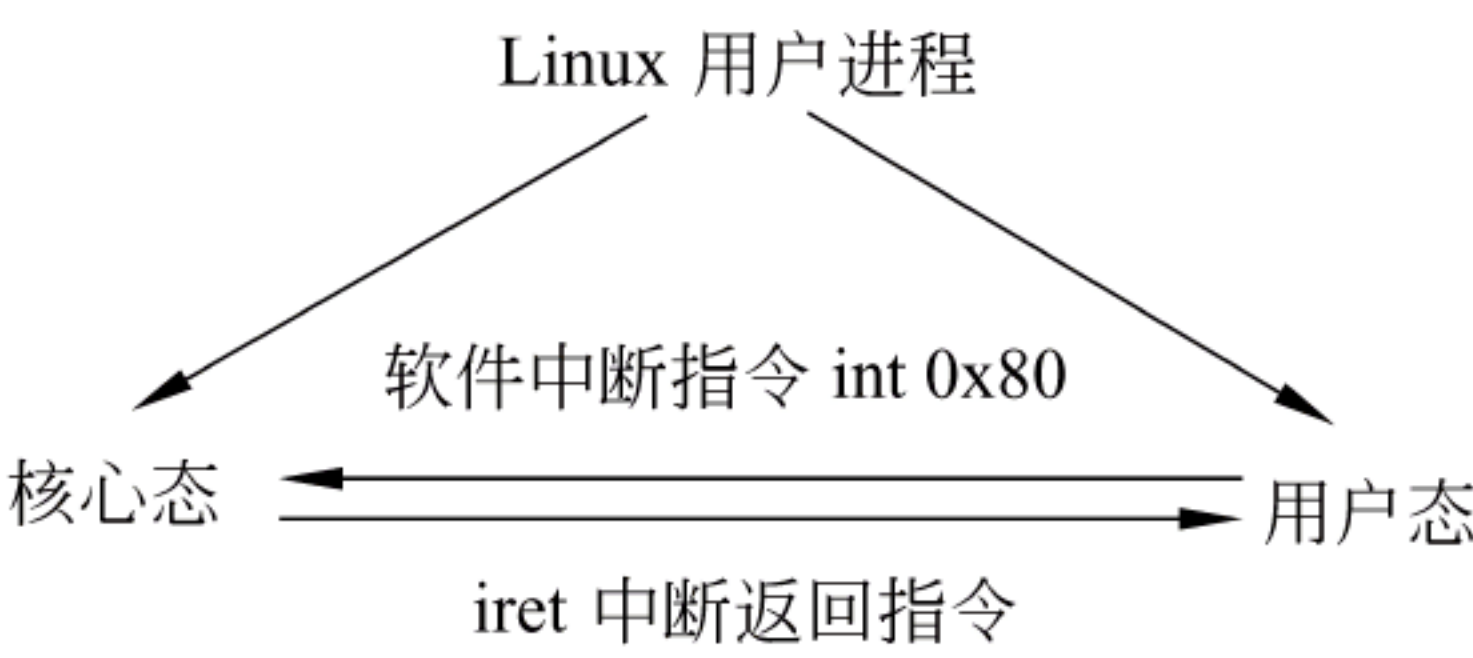 Linux 用户进程
软件中断指令 int 0x80
核心态
用户态
iret 中断返回指令